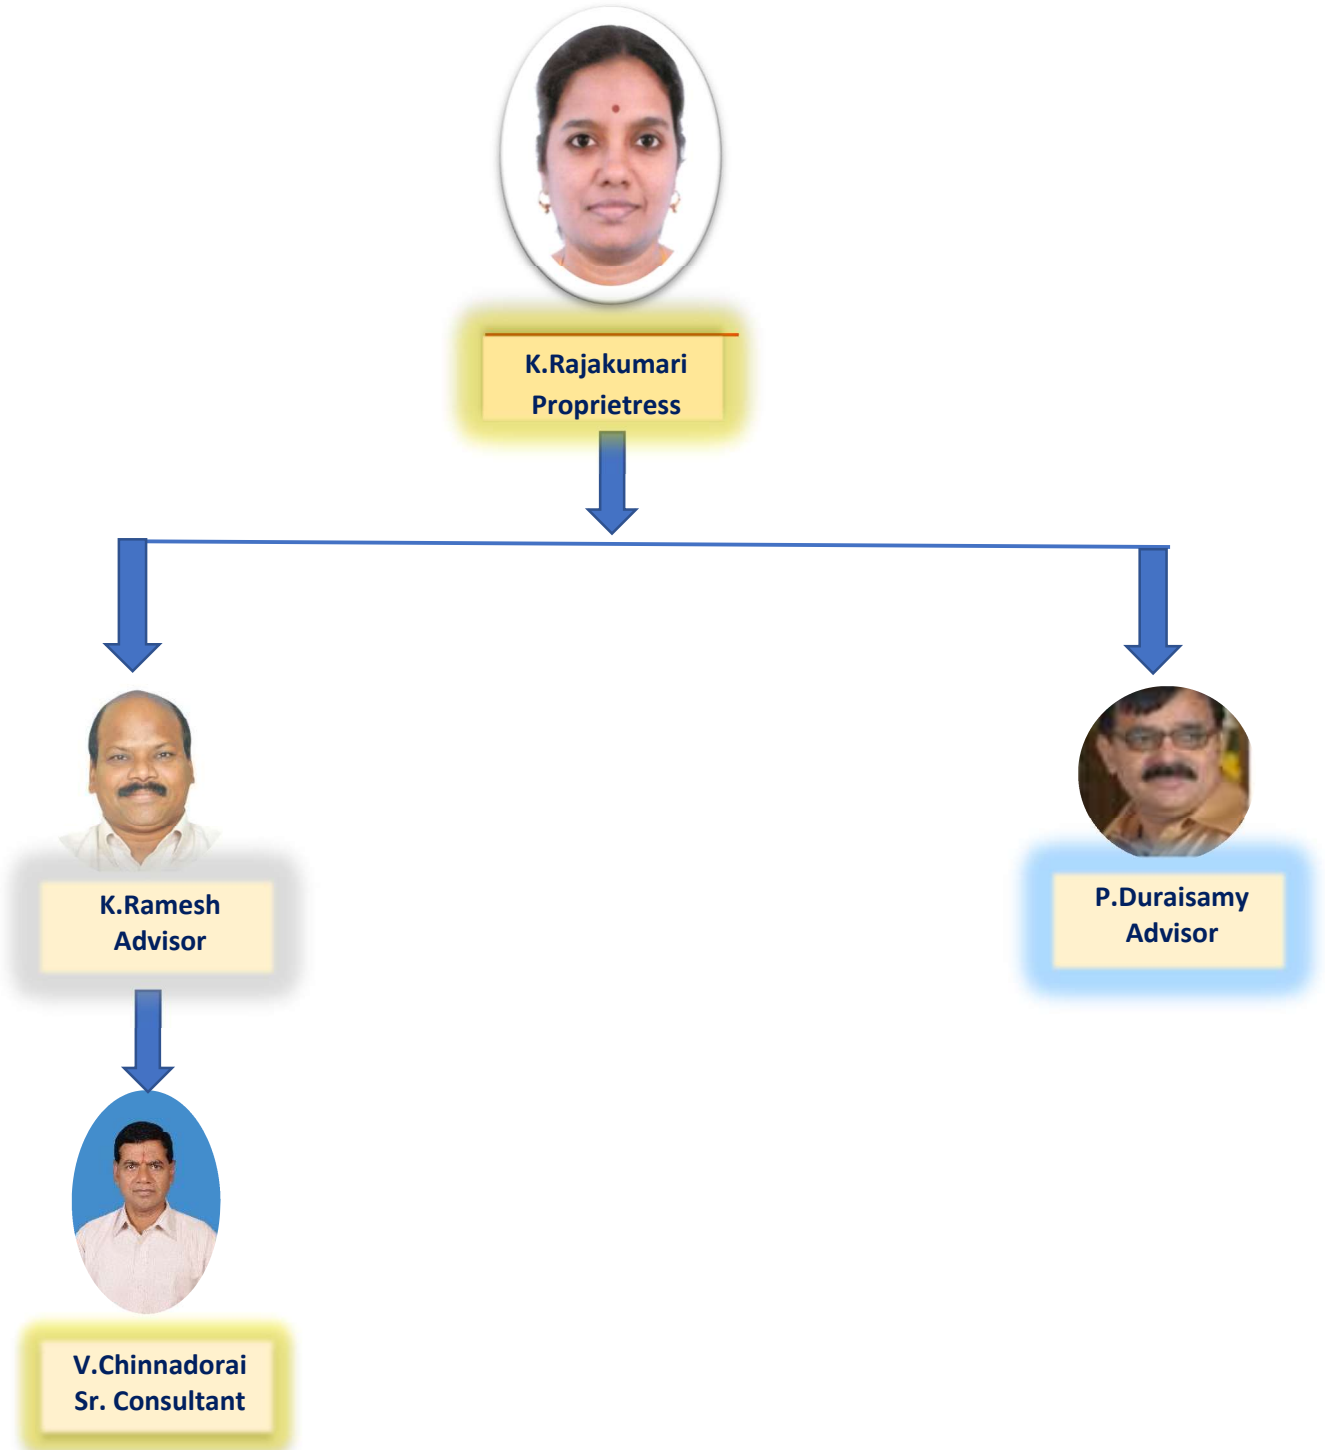 K.Rajakumari
Proprietress
K.Ramesh
Advisor
P.Duraisamy
Advisor
V.Chinnadorai
Sr. Consultant